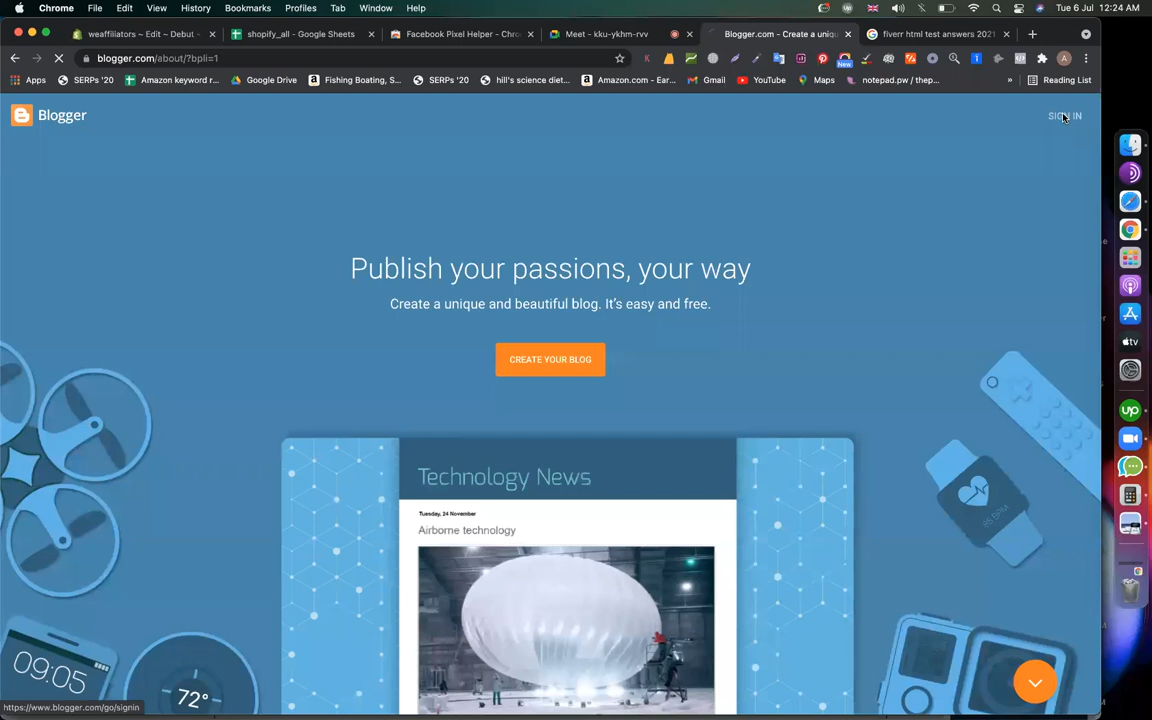 Chrome File Edit View History Bookmarks Profiles Tab Window Help Tue 6 Jul 12:24 AM
weaffiliators ~ Edit ~ Debut - shopify_all - Google Sheets Facebook Pixel Helper - Chro Meet - kku-ykhm-rvv Blogger.com - Create a uniq fiverr html test answers 2021
blogger.com/about/?bpli=1
New
Apps SERPs '20 Amazon keyword r... Google Drive Fishing Boating, S... SERPs '20 hill's science diet... Amazon.com - Ear... Gmail YouTube Maps notepad.pw / thep... » Reading List
Blogger
SIGN IN
Publish your passions, your way
Create a unique and beautiful blog. It's easy and free.
CREATE YOUR BLOG
Technology News
Tuesday, 24 November
Airborne technology
85 BPM
09:05
72°
https://www.blogger.com/go/signin